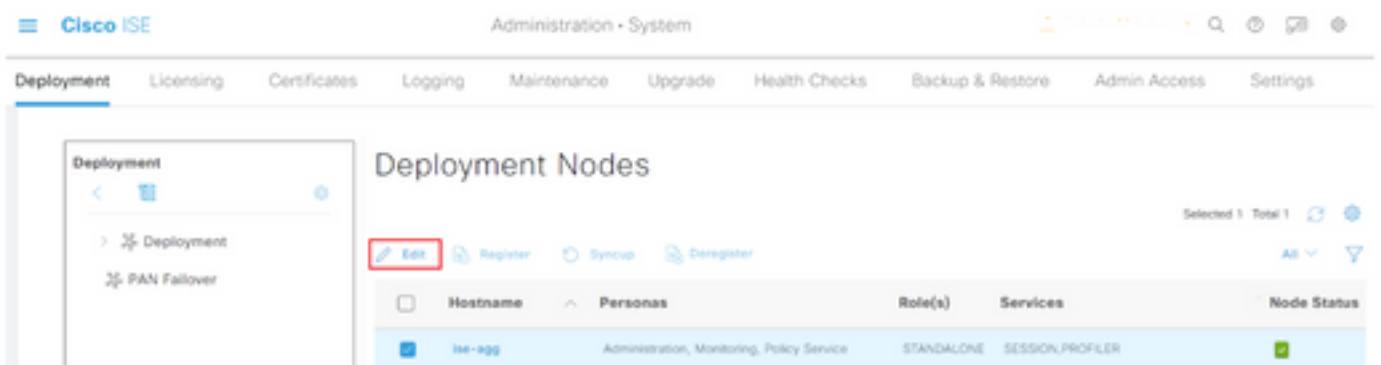 Cisco ISE
Administration • System
Deployment
Licensing
Certificates
Logging
Maintenance
Upgrade
Health Checks
Backup & Restore
Admin Access
Settings
Deployment
Deployment
PAN Failover
Deployment Nodes
Selected 1 Total 1
Edit
Register
Syncup
Deregister
All
Hostname
Personas
Role(s)
Services
Node Status
ise-agg
Administration, Monitoring, Policy Service
STANDALONE
SESSION,PROFILER